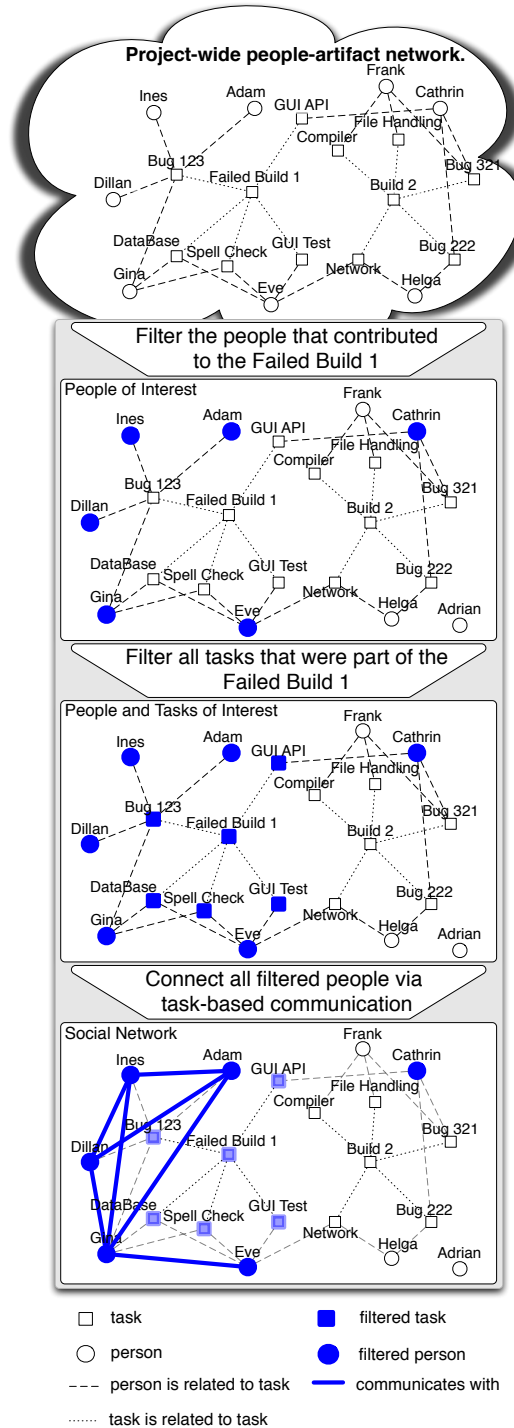 Project-wide people-artifact network.
Frank
Ines
Adam
GUI API
Cathrin
Compiler
File Handling
Bug 123
Bug 321
Dillan
Failed Build 1
Build 2
DataBase
Spell Check
GUI Test
Bug 222
Gina
Eve
Network
Helga
Filter the people that contributed
to the Failed Build 1
People of Interest
Frank
Ines
Adam
GUI API
Cathrin
Compiler
File Handling
Bug 123
Bug 321
Dillan
Failed Build 1
Build 2
DataBase
Spell Check
GUI Test
Bug 222
Gina
Eve
Network
Helga
Adrian
Filter all tasks that were part of the
Failed Build 1
People and Tasks of Interest
Frank
Ines
Adam
GUI API
Cathrin
Compiler
File Handling
Bug 123
Bug 321
Dillan
Failed Build 1
Build 2
DataBase
Spell Check
GUI Test
Bug 222
Gina
Eve
Network
Helga
Adrian
Connect all filtered people via
task-based communication
Social Network
Frank
Ines
Adam
GUI API
Cathrin
Compiler
File Handling
Bug 123
Bug 321
Dillan
Failed Build 1
Build 2
DataBase
Spell Check
GUI Test
Bug 222
Gina
Eve
Network
Helga
Adrian
task
filtered task
person
filtered person
person is related to task
communicates with
task is related to task